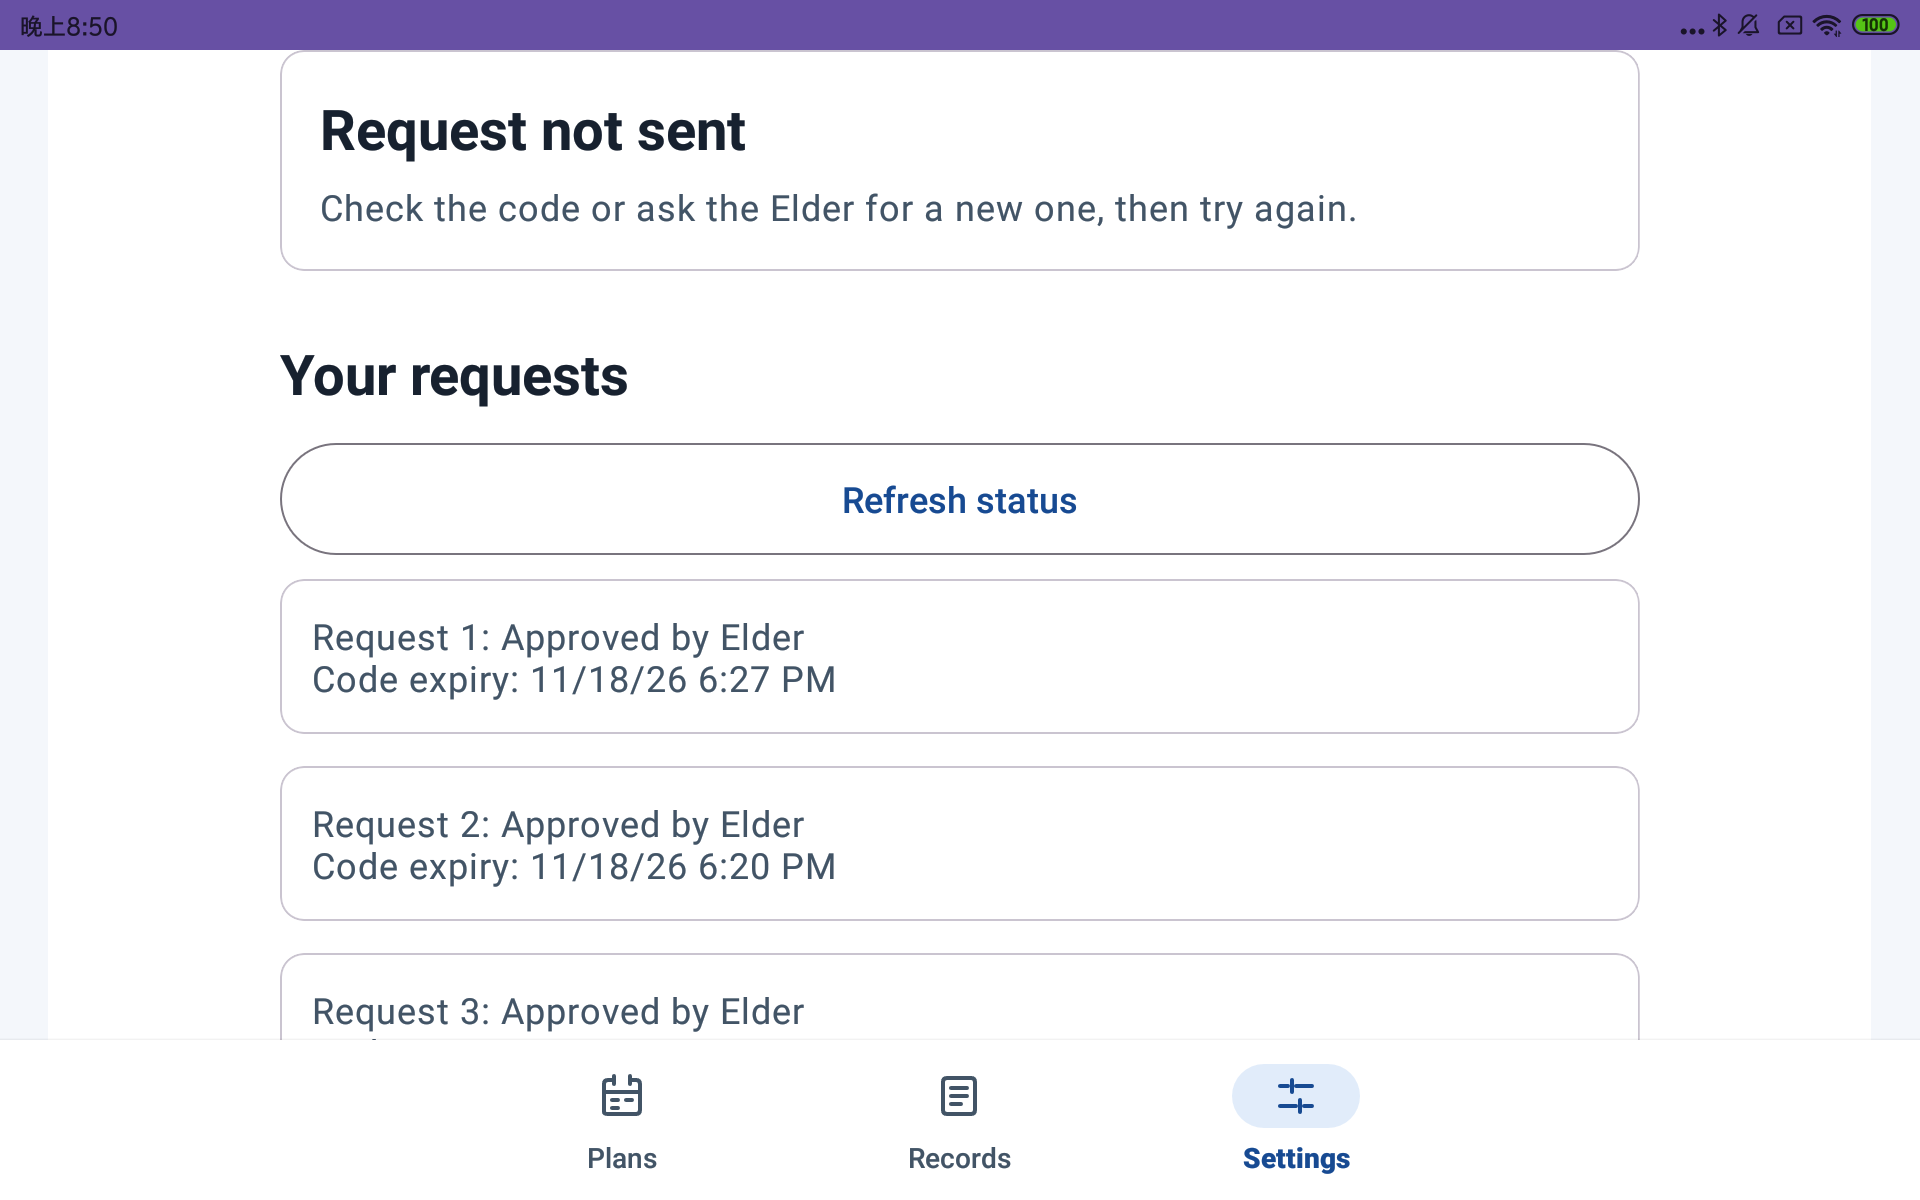 晚上8:50
100
Request not sent
Check the code or ask the Elder for a new one, then try again.
Your requests
Refresh status
Request 1: Approved by Elder
Code expiry: 11/18/26 6:27 PM
Request 2: Approved by Elder
Code expiry: 11/18/26 6:20 PM
Request 3: Approved by Elder
Plans
Records
Settings